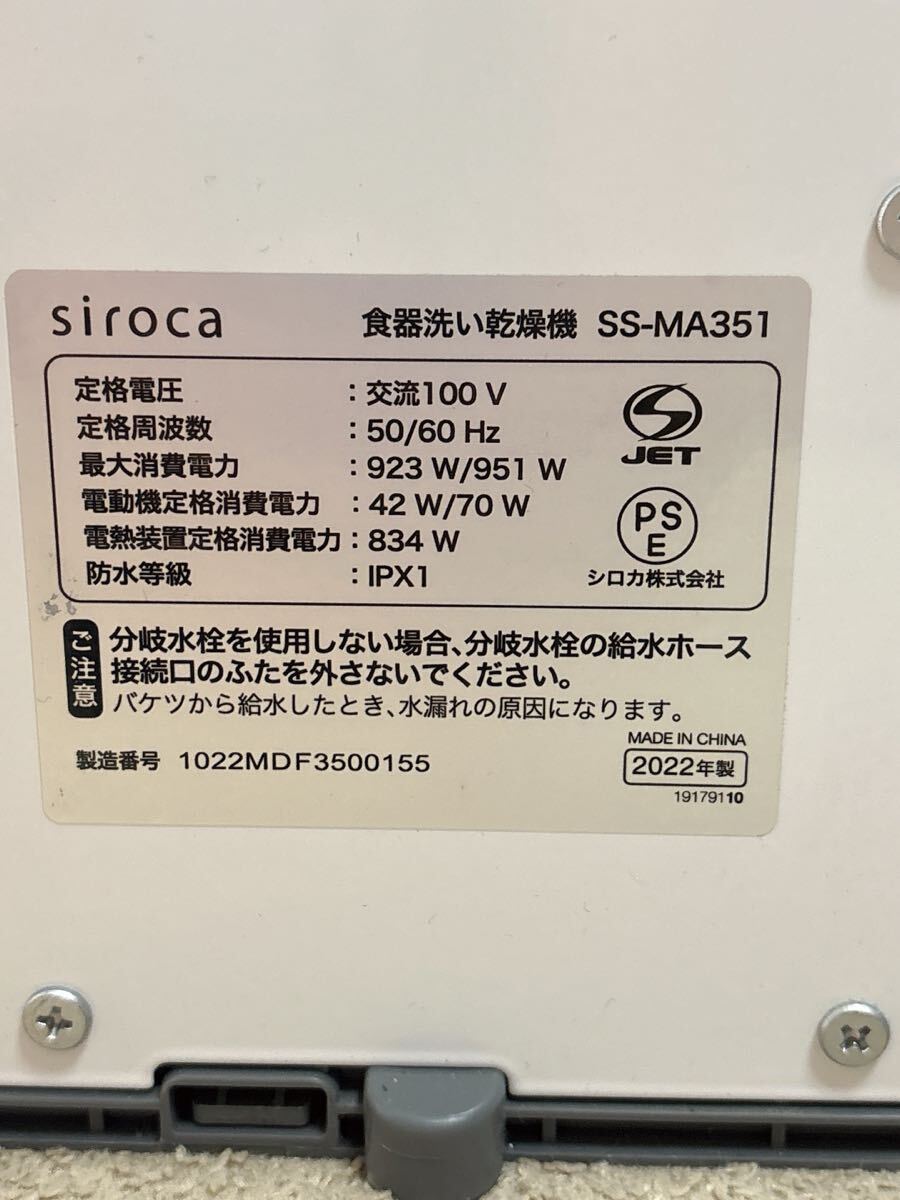 siroca
食器洗い乾燥機 SS-MA351
定格電圧 : 交流100 V
定格周波数 : 50/60 Hz
最大消費電力 : 923 W/951 W
電動機定格消費電力 : 42 W/70 W
電熱装置定格消費電力 : 834 W
防水等級 : IPX1
JET
PS
E
シロカ株式会社
ご注意
分岐水栓を使用しない場合、分岐水栓の給水ホース
接続口のふたを外さないでください。
バケツから給水したとき、水漏れの原因になります。
製造番号 1022MDF3500155
MADE IN CHINA
2022年製
19179110